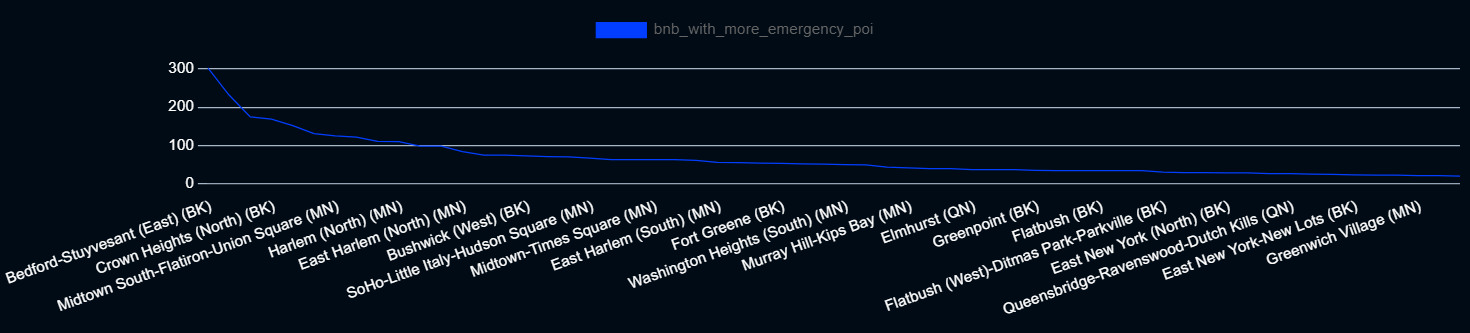 bnb_with_more_emergency_poi
300
200
100
0
Bedford-Stuyvesant (East) (BK)
Crown Heights (North) (BK)
Midtown South-Flatiron-Union Square (MN)
Harlem (North) (MN)
East Harlem (North) (MN)
Bushwick (West) (BK)
SoHo-Little Italy-Hudson Square (MN)
Midtown-Times Square (MN)
East Harlem (South) (MN)
Fort Greene (BK)
Washington Heights (South) (MN)
Murray Hill-Kips Bay (MN)
Elmhurst (QN)
Greenpoint (BK)
Flatbush (BK)
Flatbush (West)-Ditmas Park-Parkville (BK)
East New York (North) (BK)
Queensbridge-Ravenswood-Dutch Kills (QN)
East New York-New Lots (BK)
Greenwich Village (MN)